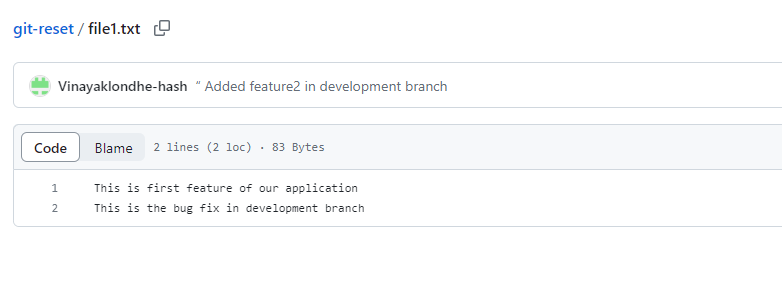 git-reset / file1.txt
Vinayaklondhe-hash " Added feature2 in development branch
Code Blame 2 lines (2 loc) · 83 Bytes
1 This is first feature of our application
2 This is the bug fix in development branch